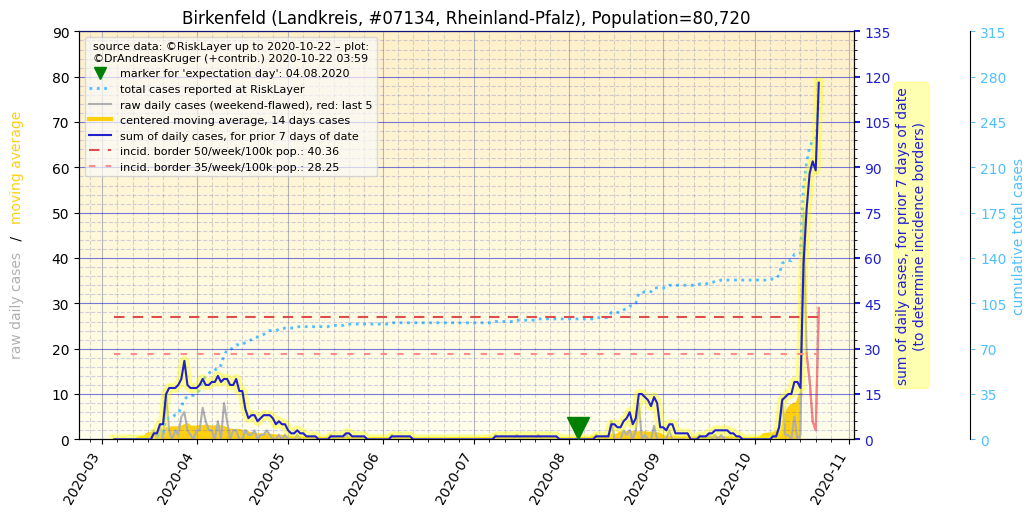 Birkenfeld (Landkreis, #07134, Rheinland-Pfalz), Population=80,720
source data: ©RiskLayer up to 2020-10-22 – plot:
©DrAndreasKruger (+contrib.) 2020-10-22 03:59
marker for 'expectation day': 04.08.2020
total cases reported at RiskLayer
raw daily cases (weekend-flawed), red: last 5
centered moving average, 14 days cases
sum of daily cases, for prior 7 days of date
incid. border 50/week/100k pop.: 40.36
incid. border 35/week/100k pop.: 28.25
raw daily cases / moving average
90
80
70
60
50
40
30
20
10
0
2020-03
2020-04
2020-05
2020-06
2020-07
2020-08
2020-09
2020-10
2020-11
135
120
105
90
75
60
45
30
15
0
sum of daily cases, for prior 7 days of date
(to determine incidence borders)
315
280
245
210
175
140
105
70
35
0
cumulative total cases